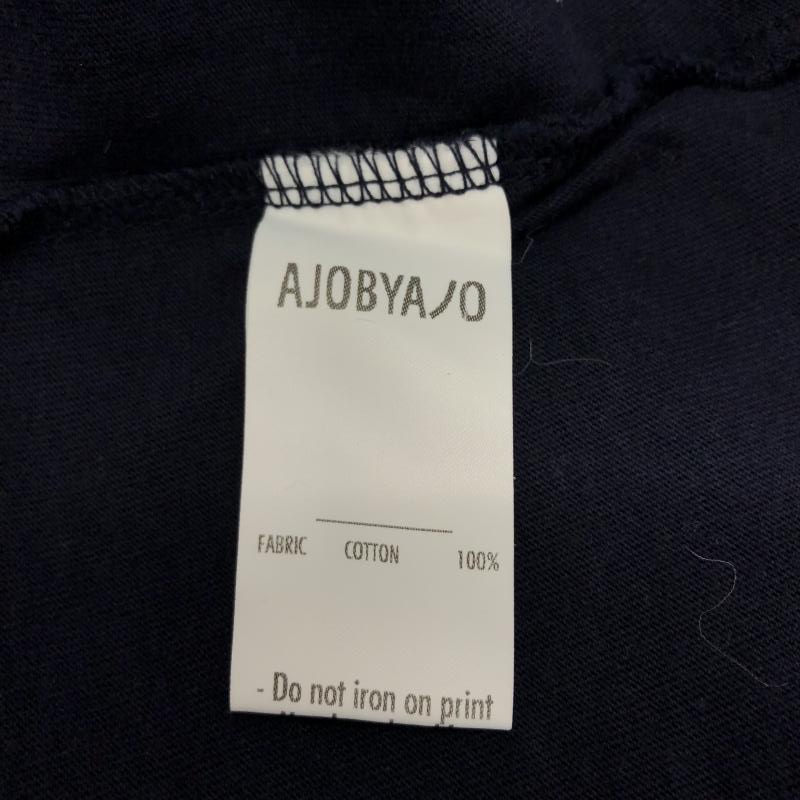 AJOBYAJO
FABRIC COTTON 100%
- Do not iron on print